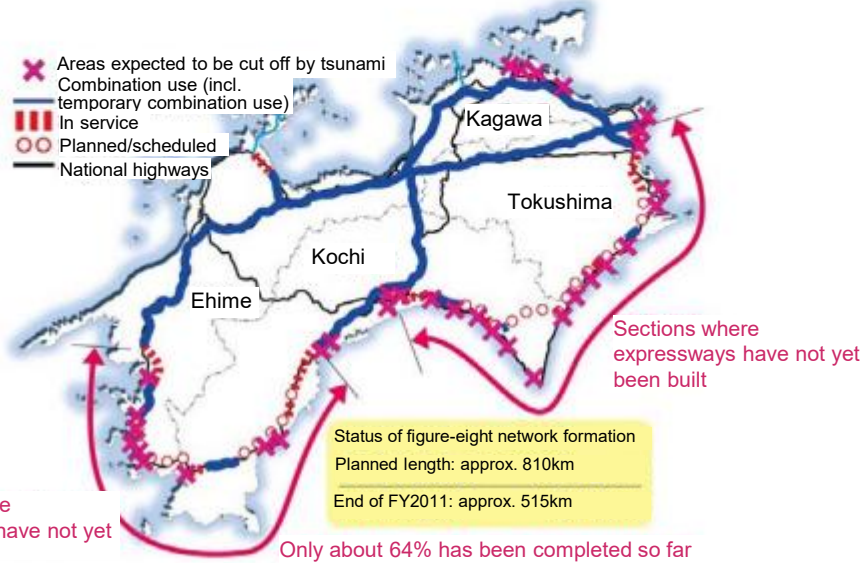 Areas expected to be cut off by tsunami
Combination use (incl.
temporary combination use)
In service
Planned/scheduled
National highways
Kagawa
Tokushima
Kochi
Ehime
Sections where
expressways have not yet
been built
Status of figure-eight network formation
Planned length: approx. 810km
End of FY2011: approx. 515km
have not yet
Only about 64% has been completed so far